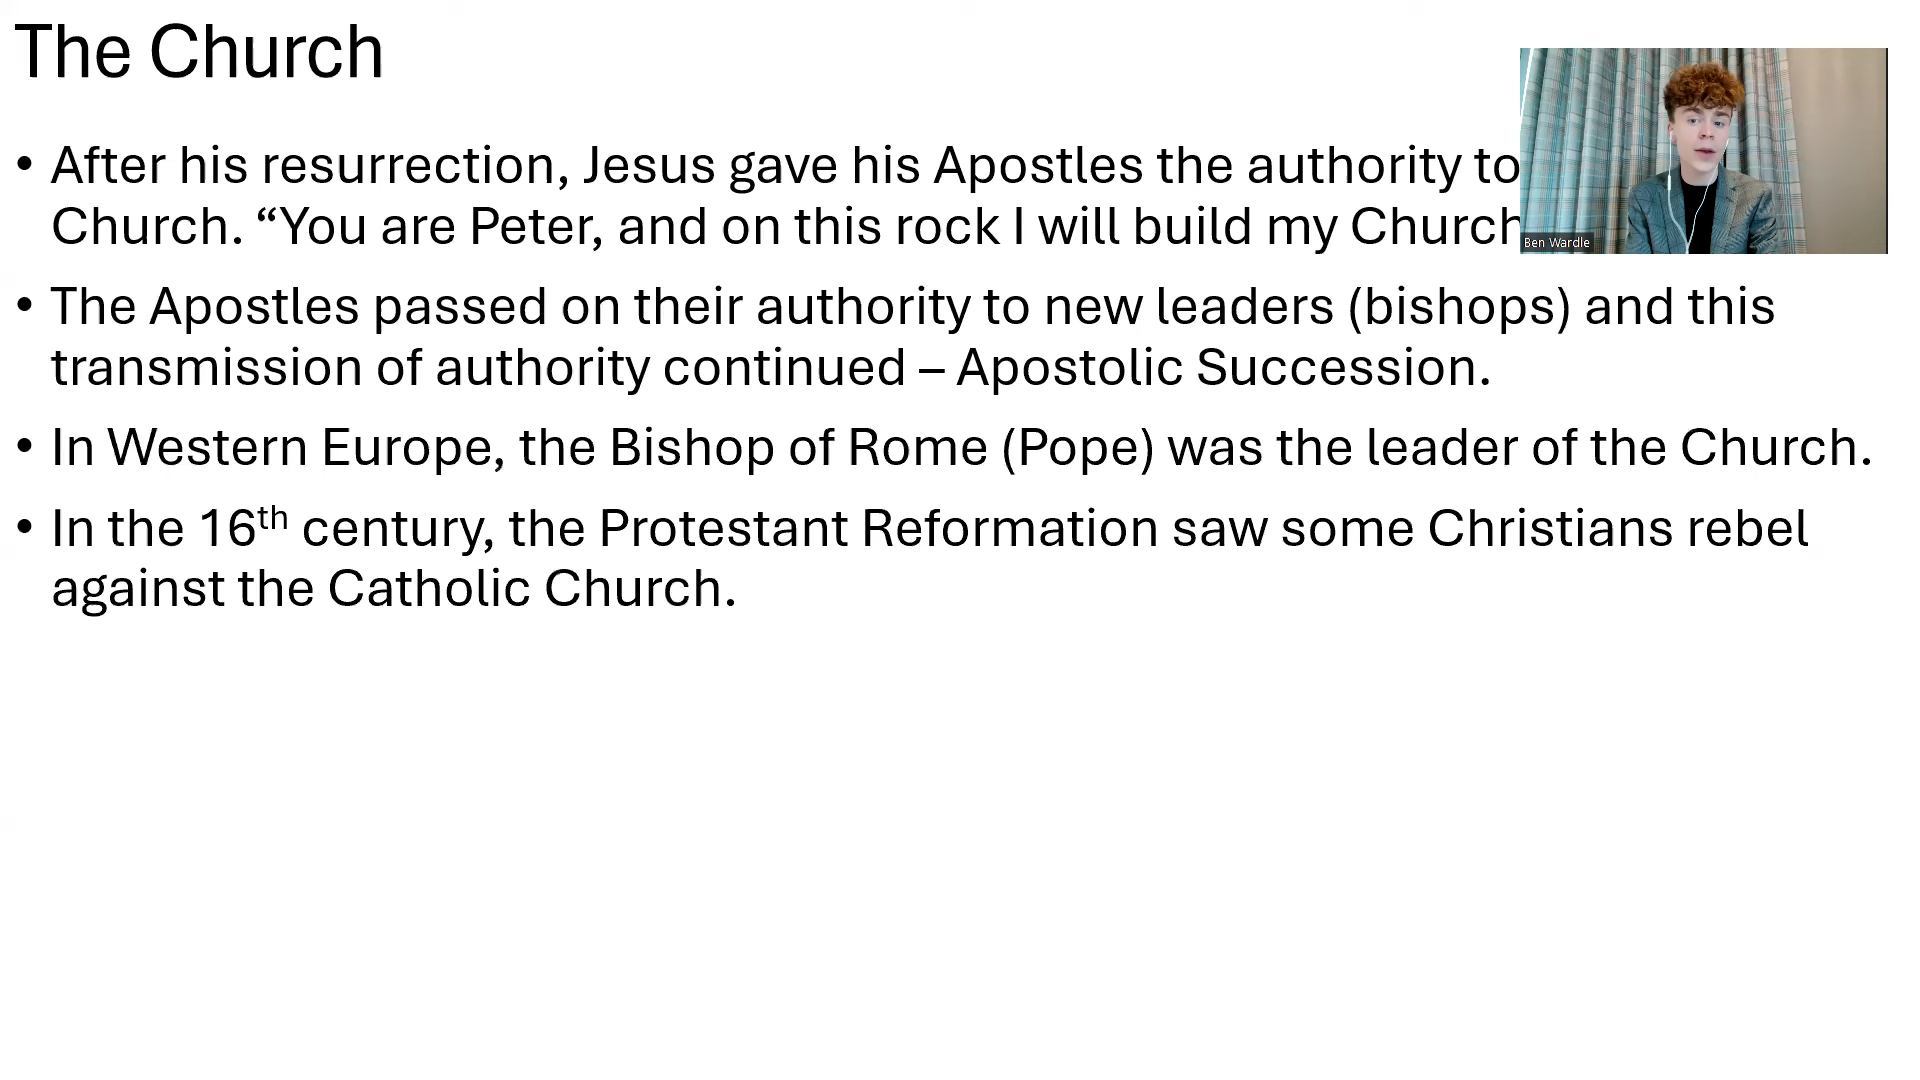 The Church
• After his resurrection, Jesus gave his Apostles the authority to
Church. “You are Peter, and on this rock I will build my Church
• The Apostles passed on their authority to new leaders (bishops) and this
transmission of authority continued – Apostolic Succession.
• In Western Europe, the Bishop of Rome (Pope) was the leader of the Church.
• In the 16th century, the Protestant Reformation saw some Christians rebel
against the Catholic Church.
Ben Wardle